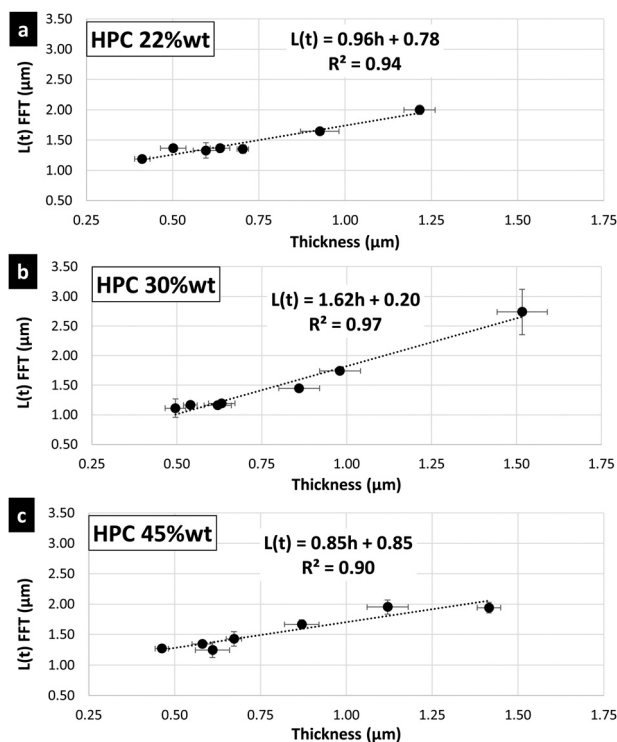 a
HPC 22%wt
L(t) = 0.96h + 0.78
R² = 0.94
L(t) FFT (µm)
3.50
3.00
2.50
2.00
1.50
1.00
0.50
0.25 0.50 0.75 1.00 1.25 1.50 1.75
Thickness (µm)
b
HPC 30%wt
L(t) = 1.62h + 0.20
R² = 0.97
L(t) FFT (µm)
3.50
3.00
2.50
2.00
1.50
1.00
0.50
0.25 0.50 0.75 1.00 1.25 1.50 1.75
Thickness (µm)
c
HPC 45%wt
L(t) = 0.85h + 0.85
R² = 0.90
L(t) FFT (µm)
3.50
3.00
2.50
2.00
1.50
1.00
0.50
0.25 0.50 0.75 1.00 1.25 1.50 1.75
Thickness (µm)